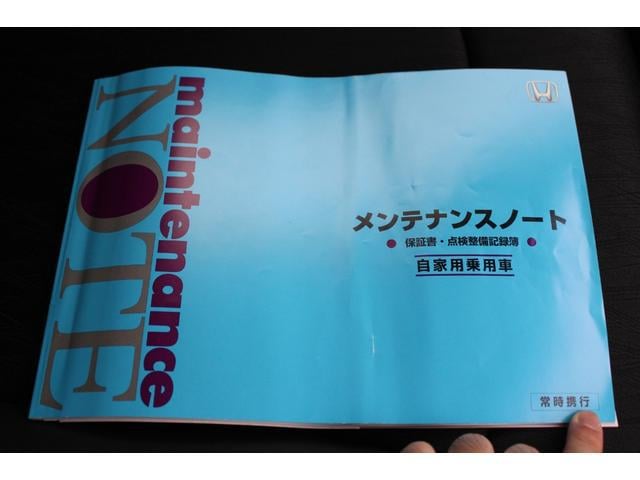 maintenance
NOTE
メンテナンスノート
保証書・点検整備記録簿
自家用乗用車
常時携行